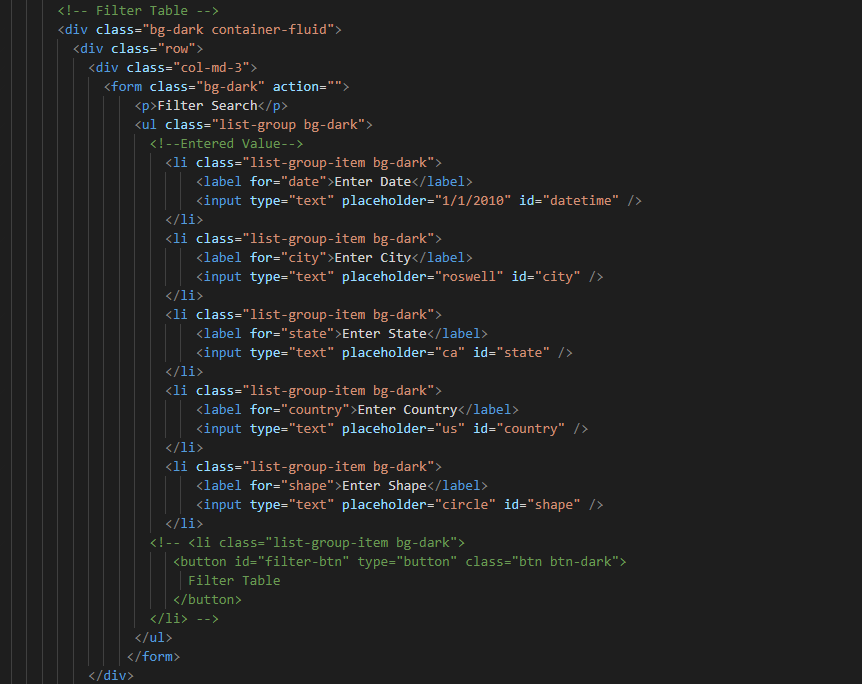 <!-- Filter Table -->
<div class="bg-dark container-fluid">
<div class="row">
<div class="col-md-3">
<form class="bg-dark" action="">
<p>Filter Search</p>
<ul class="list-group bg-dark">
<!--Entered Value-->
<li class="list-group-item bg-dark">
<label for="date">Enter Date</label>
<input type="text" placeholder="1/1/2010" id="datetime" />
</li>
<li class="list-group-item bg-dark">
<label for="city">Enter City</label>
<input type="text" placeholder="roswell" id="city" />
</li>
<li class="list-group-item bg-dark">
<label for="state">Enter State</label>
<input type="text" placeholder="ca" id="state" />
</li>
<li class="list-group-item bg-dark">
<label for="country">Enter Country</label>
<input type="text" placeholder="us" id="country" />
</li>
<li class="list-group-item bg-dark">
<label for="shape">Enter Shape</label>
<input type="text" placeholder="circle" id="shape" />
</li>
<!-- <li class="list-group-item bg-dark">
<button id="filter-btn" type="button" class="btn btn-dark">
Filter Table
</button>
</li> -->
</ul>
</form>
</div>